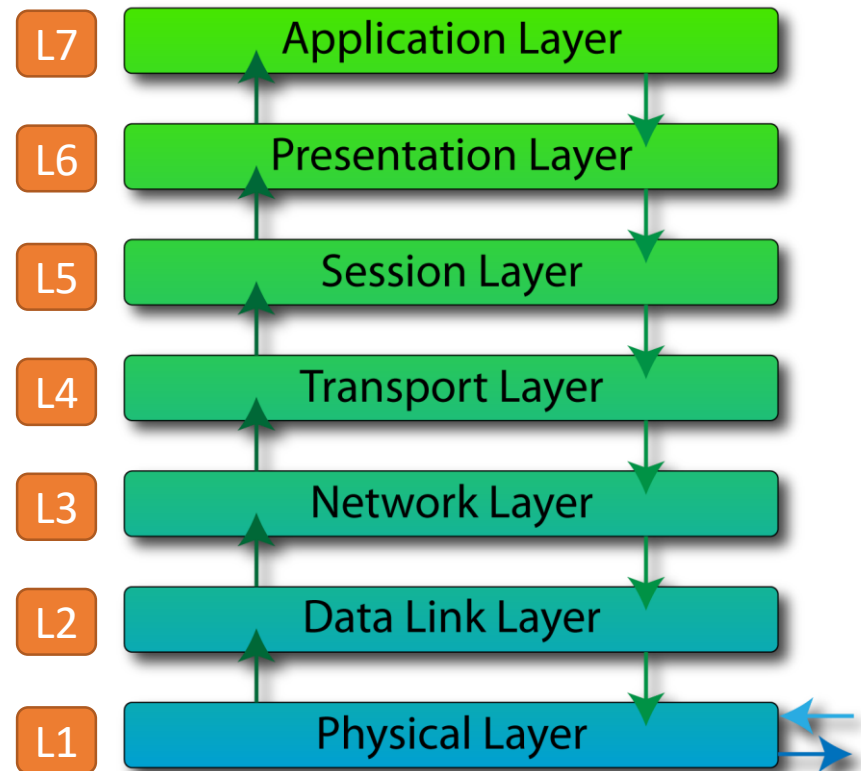 L7 Application Layer
L6 Presentation Layer
L5 Session Layer
L4 Transport Layer
L3 Network Layer
L2 Data Link Layer
L1 Physical Layer